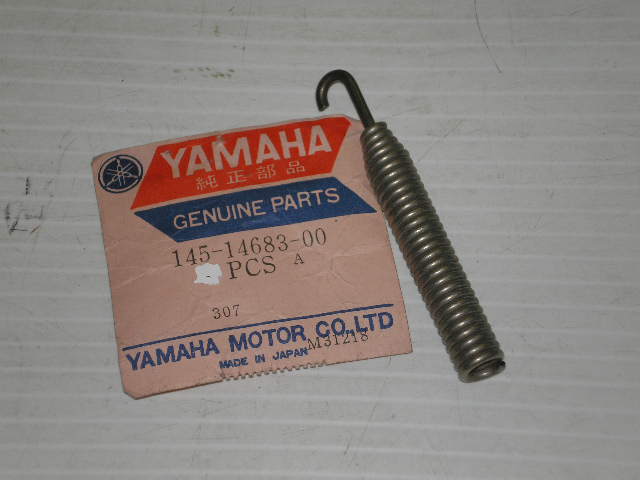 YAMAHA
純正部品
GENUINE PARTS
145-14683-00
PCS A
307
YAMAHA MOTOR CO.,LTD
MADE IN JAPAN M31218